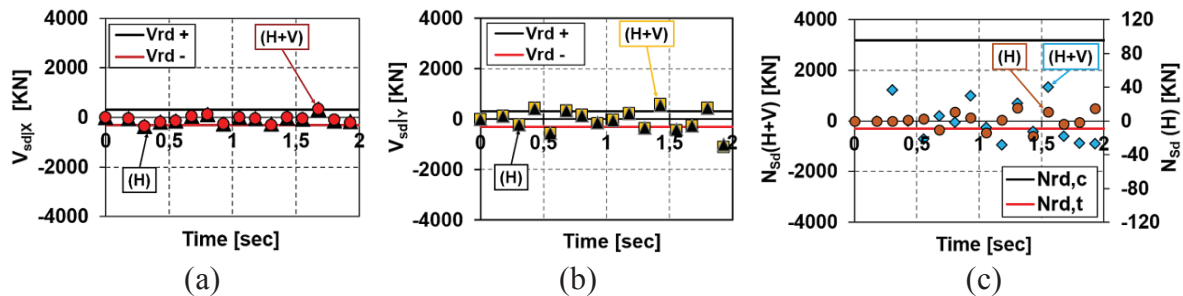 4000
2000
0
-2000
-4000
V_sd|X [KN]
Vrd +
Vrd -
(H+V)
(H)
0 0,5 1 1,5 2
Time [sec]
(a)
4000
2000
0
-2000
-4000
V_sd|Y [KN]
Vrd +
Vrd -
(H+V)
(H)
0 0,5 1 1,5 2
Time [sec]
(b)
4000
2000
0
-2000
-4000
N_Sd(H+V) [KN]
(H)
(H+V)
0 0,5 1 1,5 2
Nrd,c
Nrd,t
Time [sec]
120
80
40
0
-40
-80
-120
N_Sd (H) [KN]
(c)